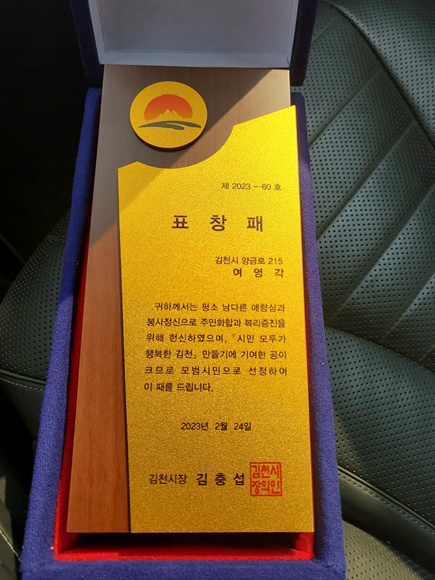 제 2023 - 60 호
표 창 패
김천시 양금로 215
여 영 각
귀하께서는 평소 남다른 애향심과
봉사정신으로 주민화합과 복리증진을
위해 헌신하였으며, 「시민 모두가
행복한 김천」 만들기에 기여한 공이
크므로 모범시민으로 선정하여
이 패를 드립니다.
2023년 2월 24일
김천시장 김 충 섭
김천시
장의인